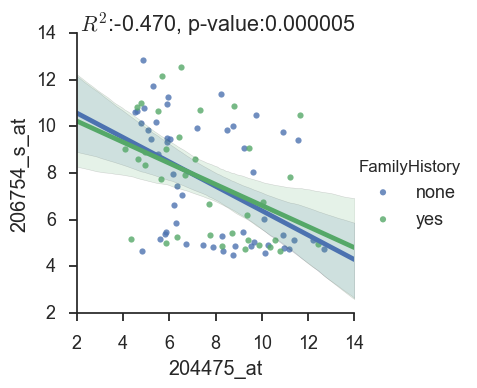 R²:-0.470, p-value:0.000005
14
12
10
8
6
4
2
206754_s_at
2 4 6 8 10 12 14
204475_at
FamilyHistory
none
yes